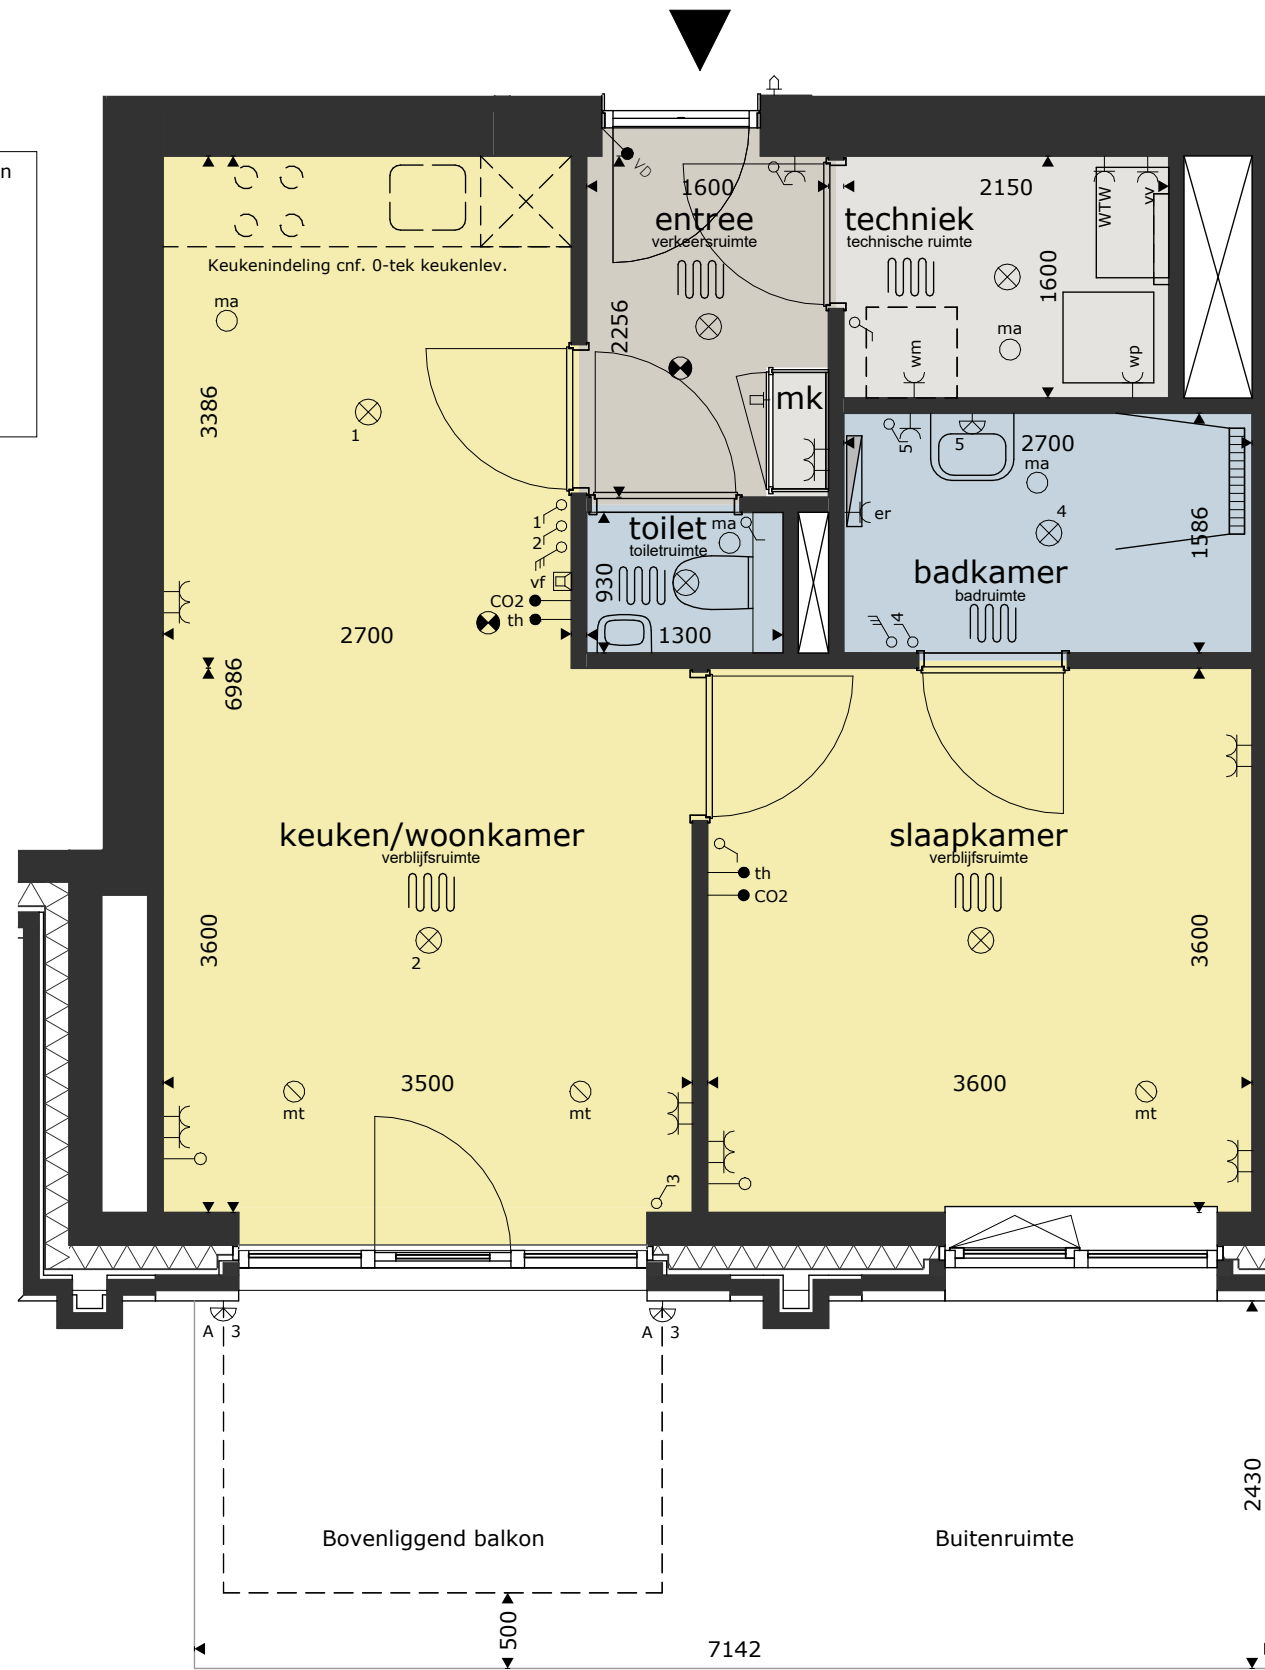 n
VD
1600
entree
verkeersruimte
2256
mk
2150
techniek
technische ruimte
WTW
vv
1600
ma
wm
wp
Keukenindeling cnf. 0-tek keukenlev.
ma
3386
1
1
2
vf
CO2
th
2700
6986
toilet
toiletruimte
ma
930
1300
5
5
2700
ma
er
4
1586
badkamer
badruimte
4
keuken/woonkamer
verblijfsruimte
2
3600
3500
mt
mt
3
slaapkamer
verblijfsruimte
th
CO2
3600
3600
mt
A 3
A 3
Bovenliggend balkon
Buitenruimte
2430
500
7142